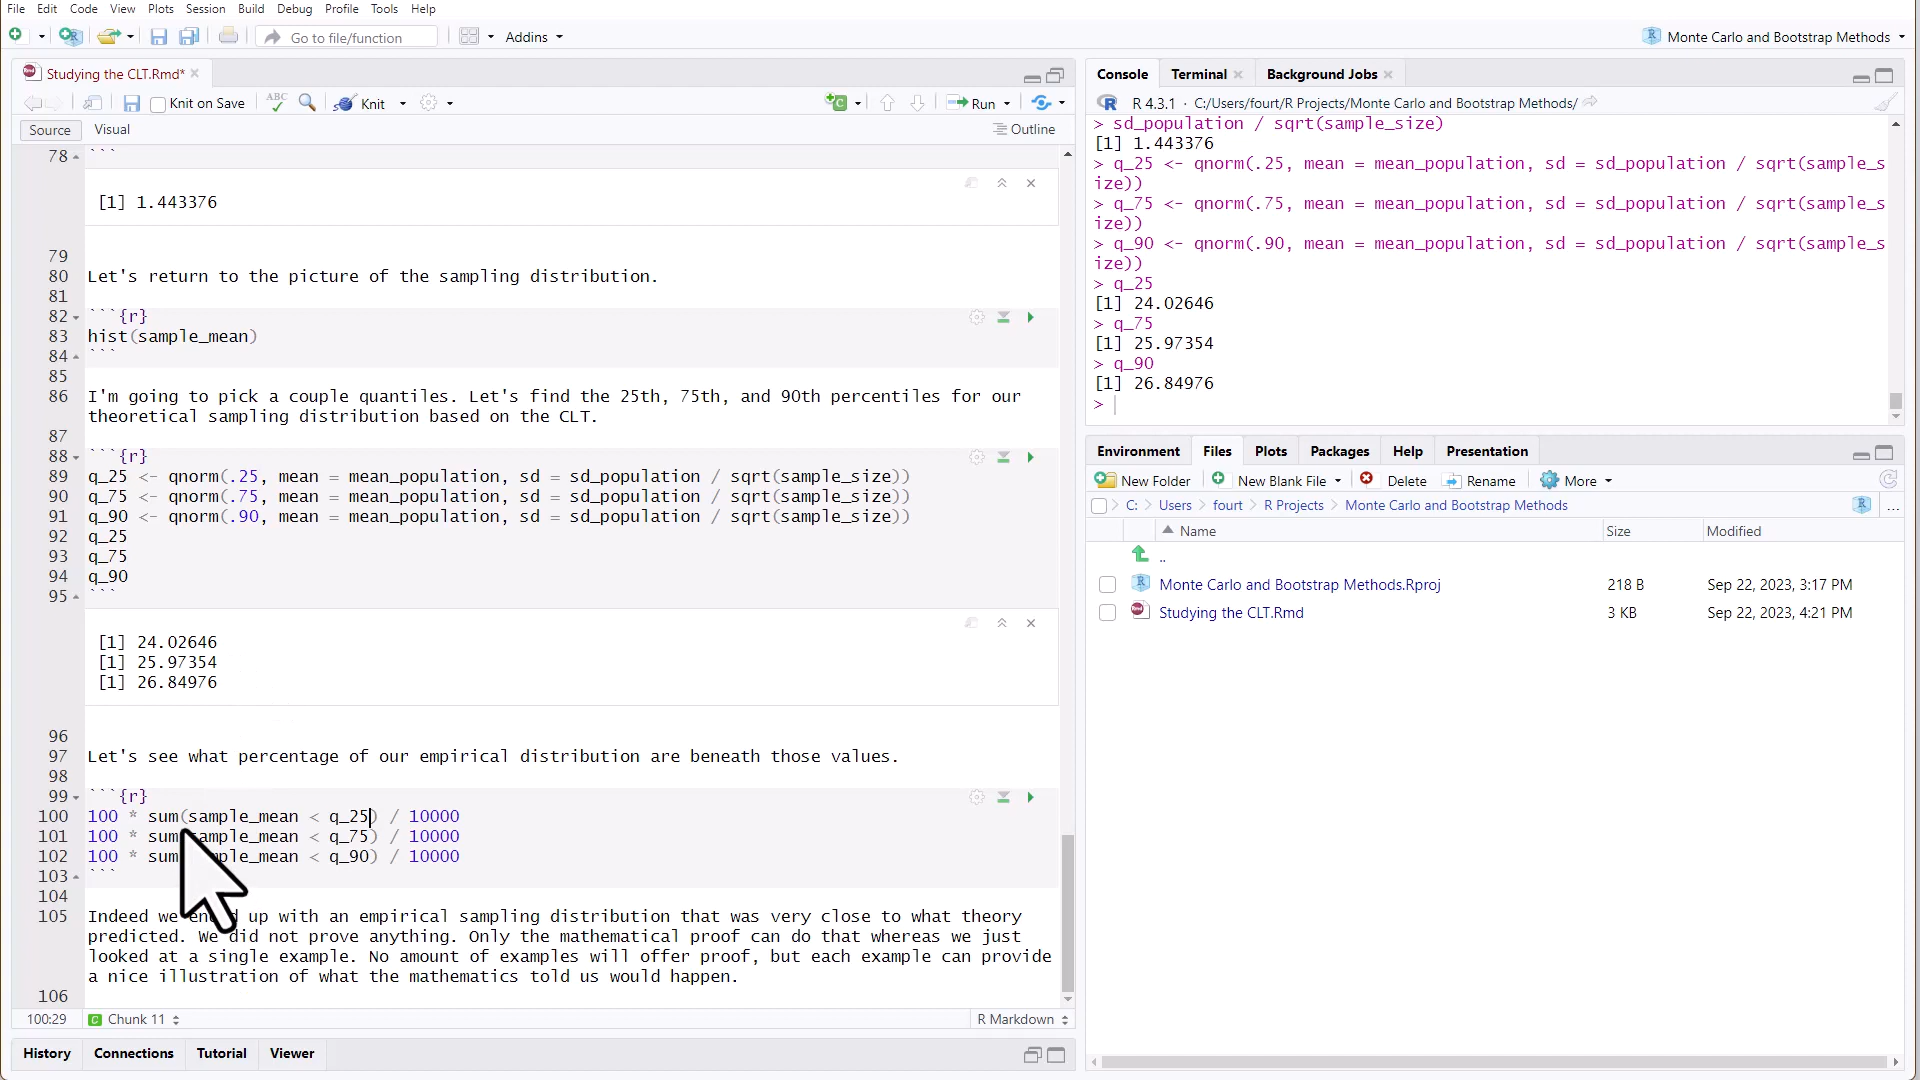 File Edit Code View Plots Session Build Debug Profile Tools Help
Go to file/function Addins Monte Carlo and Bootstrap Methods
Studying the CLT.Rmd*
Knit on Save ABC Knit Run
Source Visual Outline
78 ```
[1] 1.443376
79
80 Let's return to the picture of the sampling distribution.
81
82 ```{r}
83 hist(sample_mean)
84 ```
85
86 I'm going to pick a couple quantiles. Let's find the 25th, 75th, and 90th percentiles for our
theoretical sampling distribution based on the CLT.
87
88 ```{r}
89 q_25 <- qnorm(.25, mean = mean_population, sd = sd_population / sqrt(sample_size))
90 q_75 <- qnorm(.75, mean = mean_population, sd = sd_population / sqrt(sample_size))
91 q_90 <- qnorm(.90, mean = mean_population, sd = sd_population / sqrt(sample_size))
92 q_25
93 q_75
94 q_90
95 ```
[1] 24.02646
[1] 25.97354
[1] 26.84976
96
97 Let's see what percentage of our empirical distribution are beneath those values.
98
99 ```{r}
100 100 * sum(sample_mean < q_25) / 10000
101 100 * sum sample_mean < q_75) / 10000
102 100 * sum mple_mean < q_90) / 10000
103 ```
104
105 Indeed we up with an empirical sampling distribution that was very close to what theory
predicted. We did not prove anything. Only the mathematical proof can do that whereas we just
looked at a single example. No amount of examples will offer proof, but each example can provide
a nice illustration of what the mathematics told us would happen.
106
100:29 Chunk 11 R Markdown
History Connections Tutorial Viewer
Console Terminal Background Jobs
R 4.3.1 · C:/Users/fourt/R Projects/Monte Carlo and Bootstrap Methods/
> sd_population / sqrt(sample_size)
[1] 1.443376
> q_25 <- qnorm(.25, mean = mean_population, sd = sd_population / sqrt(sample_s
ize))
> q_75 <- qnorm(.75, mean = mean_population, sd = sd_population / sqrt(sample_s
ize))
> q_90 <- qnorm(.90, mean = mean_population, sd = sd_population / sqrt(sample_s
ize))
> q_25
[1] 24.02646
> q_75
[1] 25.97354
> q_90
[1] 26.84976
>
Environment Files Plots Packages Help Presentation
New Folder New Blank File Delete Rename More
C: > Users > fourt > R Projects > Monte Carlo and Bootstrap Methods ...
Name Size Modified
..
Monte Carlo and Bootstrap Methods.Rproj 218 B Sep 22, 2023, 3:17 PM
Studying the CLT.Rmd 3 KB Sep 22, 2023, 4:21 PM